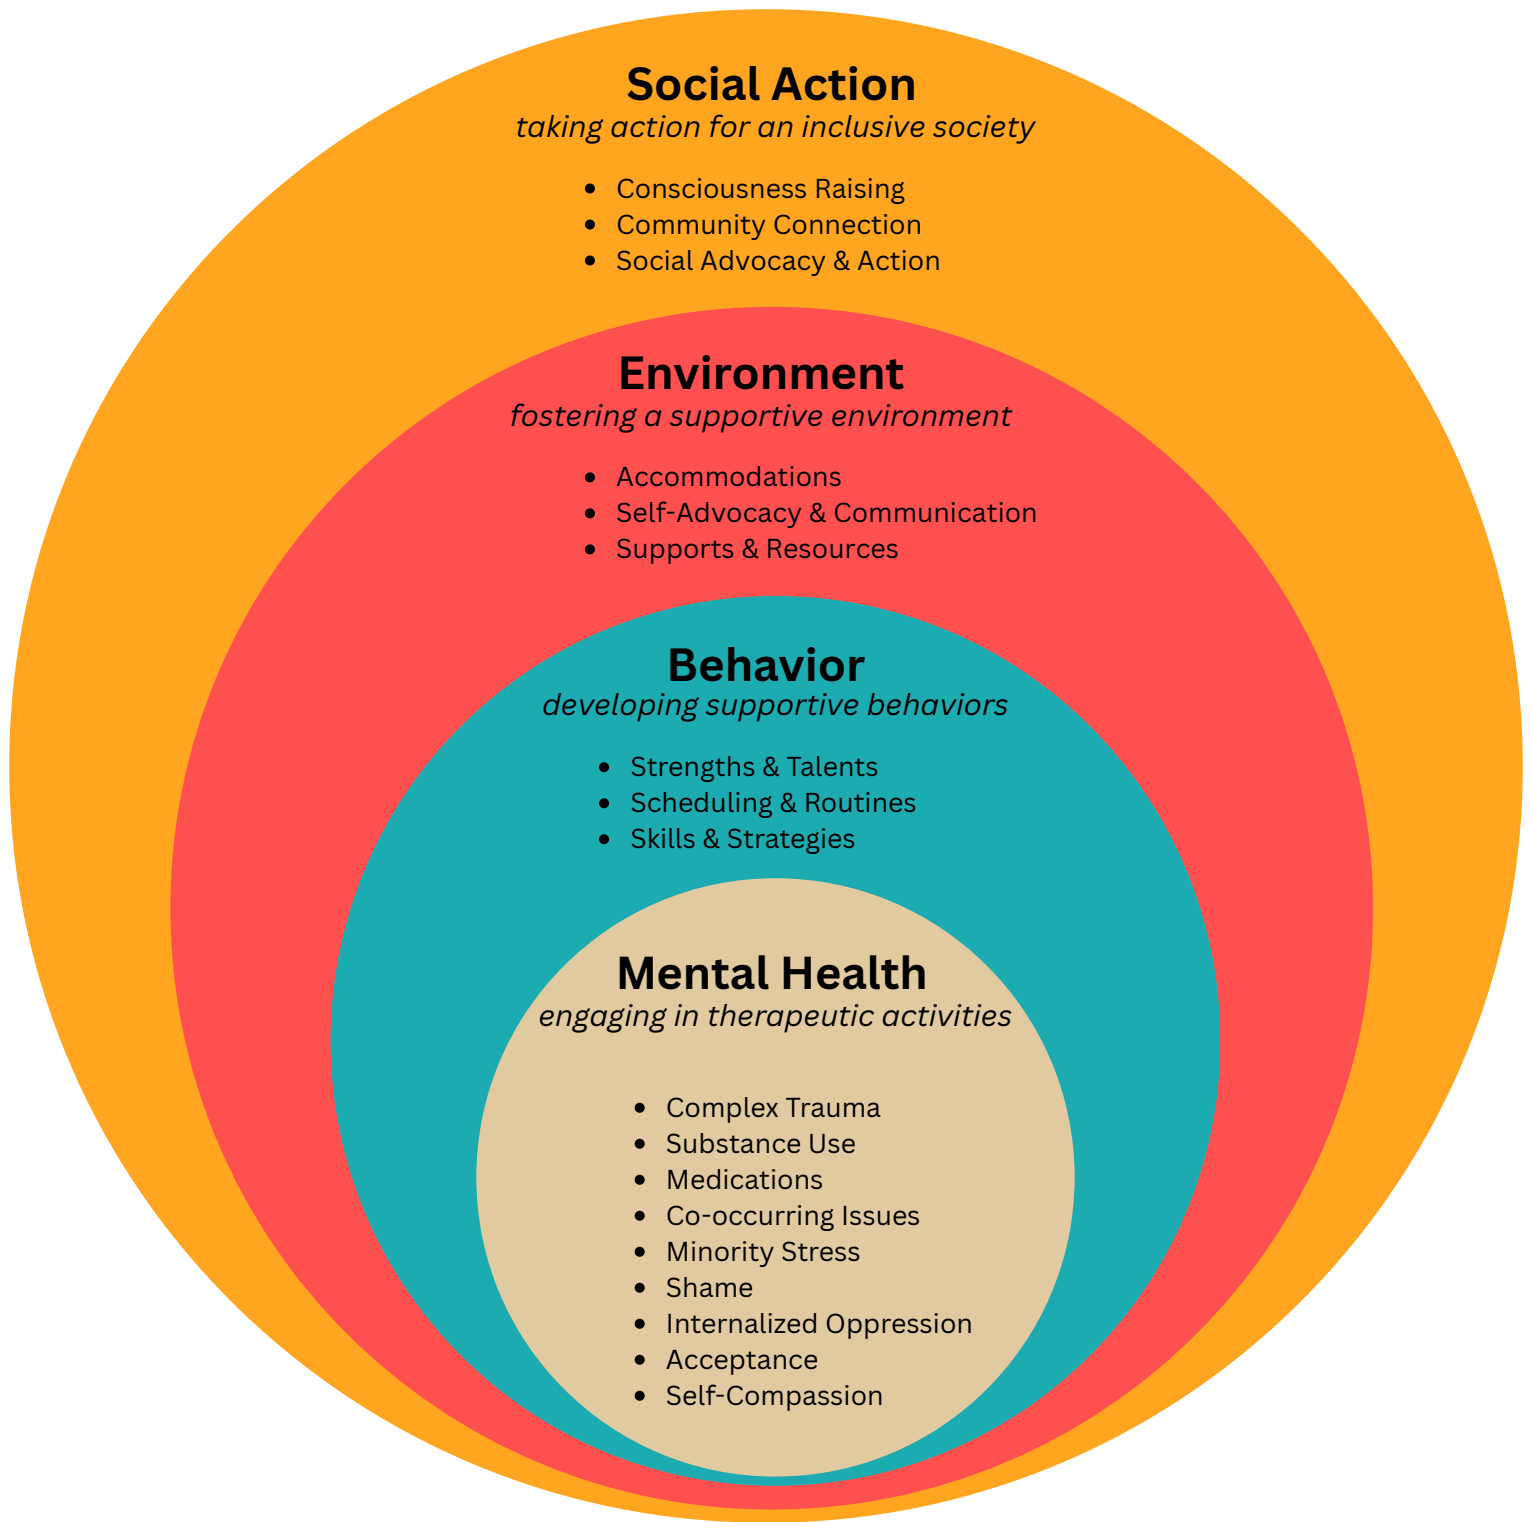 Social Action
taking action for an inclusive society
• Consciousness Raising
• Community Connection
• Social Advocacy & Action
Environment
fostering a supportive environment
• Accommodations
• Self-Advocacy & Communication
• Supports & Resources
Behavior
developing supportive behaviors
• Strengths & Talents
• Scheduling & Routines
• Skills & Strategies
Mental Health
engaging in therapeutic activities
• Complex Trauma
• Substance Use
• Medications
• Co-occurring Issues
• Minority Stress
• Shame
• Internalized Oppression
• Acceptance
• Self-Compassion